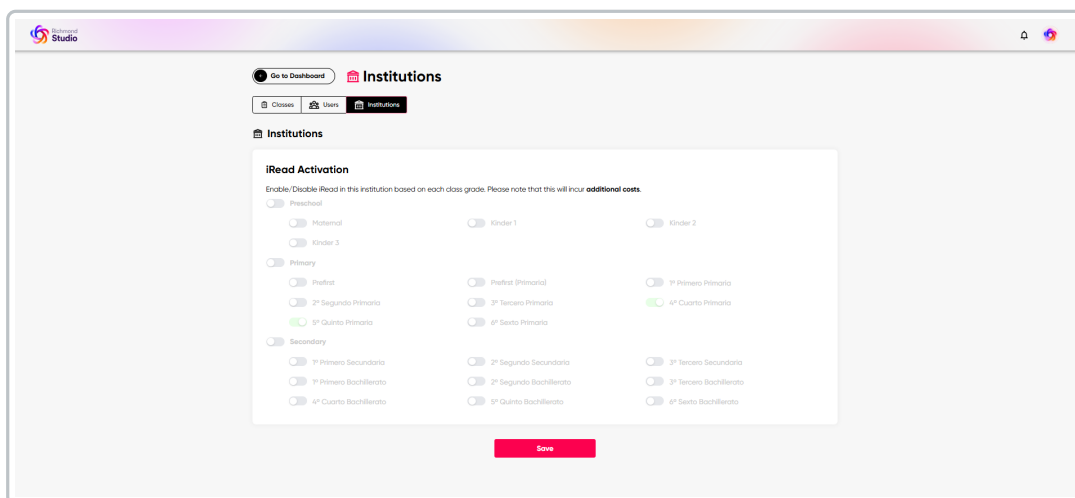 Richmond
Studio
Go to Dashboard
Institutions
Classes Users Institutions
Institutions
iRead Activation
Enable/Disable iRead in this institution based on each class grade. Please note that this will incur additional costs.
Preschool
Maternal Kinder 1 Kinder 2
Kinder 3
Primary
Prefirst Prefirst (Primaria) 1º Primero Primaria
2º Segundo Primaria 3º Tercero Primaria 4º Cuarto Primaria
5º Quinto Primaria 6º Sexto Primaria
Secondary
1º Primero Secundaria 2º Segundo Secundaria 3º Tercero Secundaria
1º Primero Bachillerato 2º Segundo Bachillerato 3º Tercero Bachillerato
4º Cuarto Bachillerato 5º Quinto Bachillerato 6º Sexto Bachillerato
Save